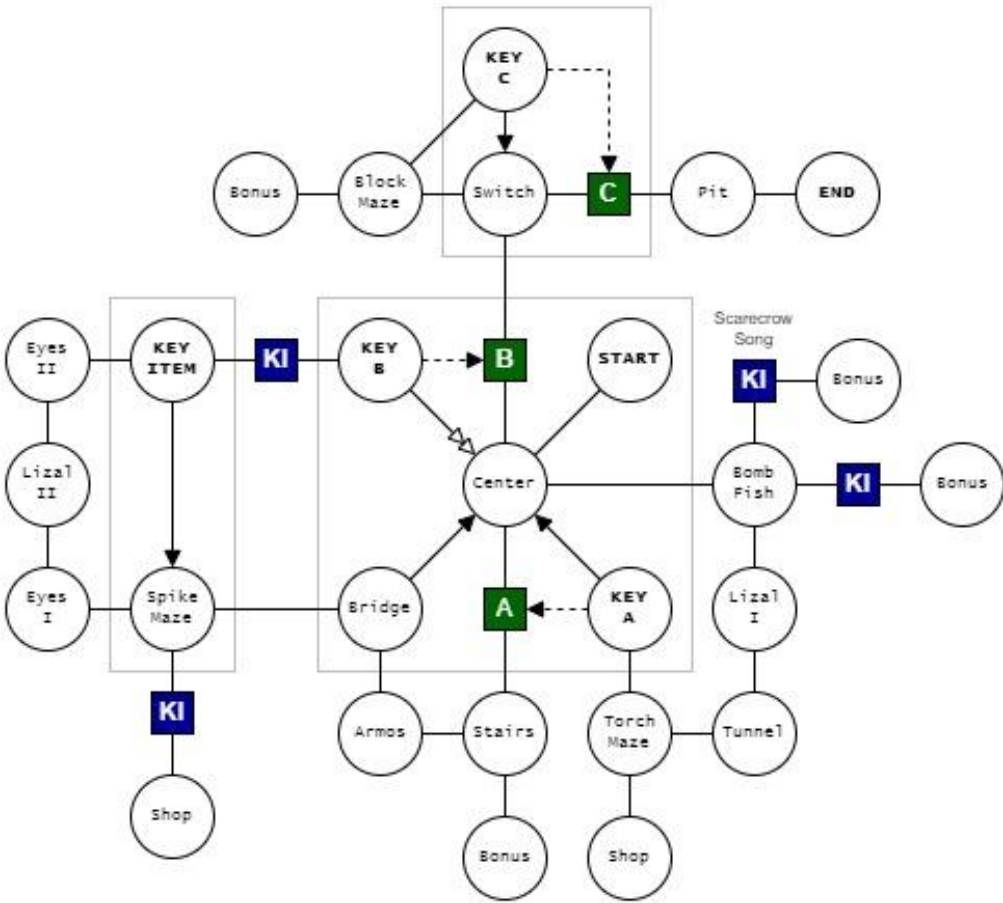 KEY
C
Bonus
Block
Maze
Switch
C
Pit
END
Scarecrow
Song
Eyes
II
KEY
ITEM
KI
KEY
B
B
START
KI
Bonus
Lizal
II
Center
Bomb
Fish
KI
Bonus
Eyes
I
Spike
Maze
Bridge
A
KEY
A
Lizal
I
KI
Armos
Stairs
Torch
Maze
Tunnel
Shop
Bonus
Shop